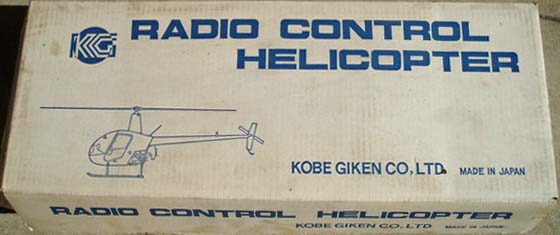 KG
RADIO CONTROL
HELICOPTER
KOBE GIKEN CO., LTD. MADE IN JAPAN
RADIO CONTROL HELICOPTER
KOBE GIKEN CO., LTD. MADE IN JAPAN